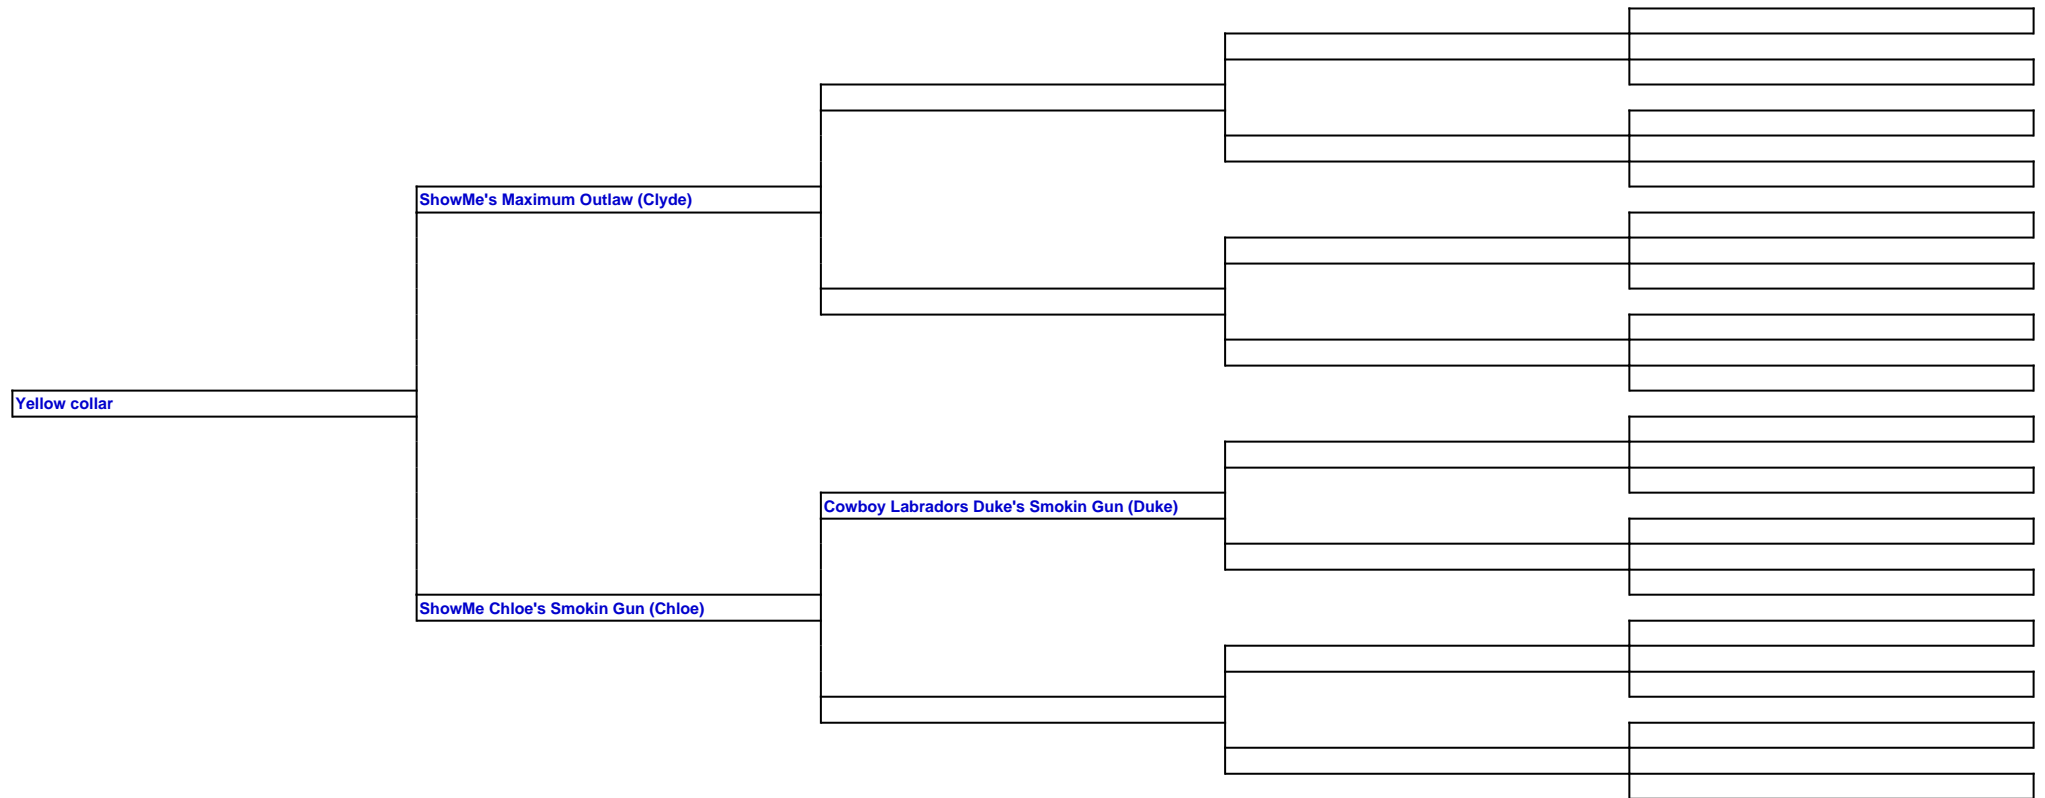 ShowMe's Maximum Outlaw (Clyde)
Yellow collar
Cowboy Labradors Duke's Smokin Gun (Duke)
ShowMe Chloe's Smokin Gun (Chloe)